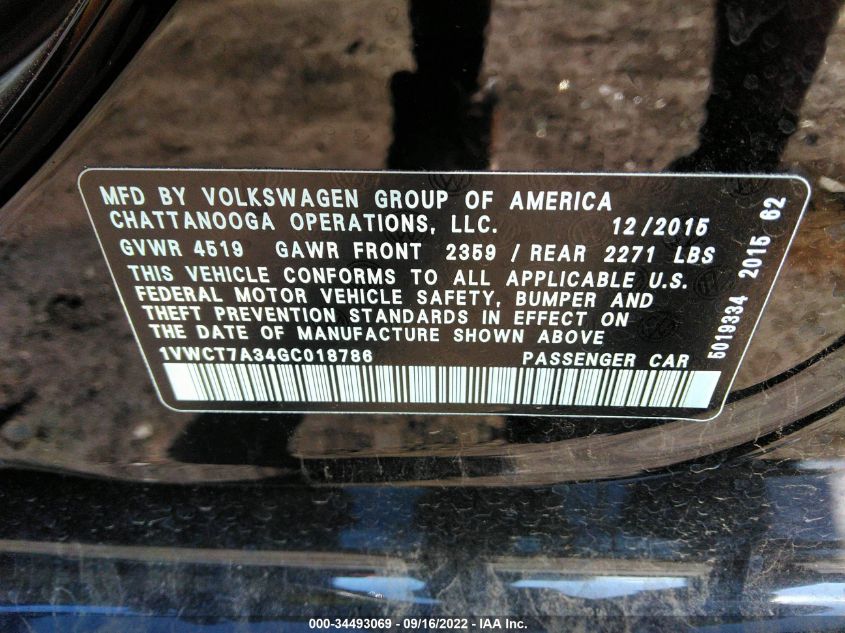 MFD BY VOLKSWAGEN GROUP OF AMERICA
CHATTANOOGA OPERATIONS, LLC. 12/2015
GVWR 4519 GAWR FRONT 2359 / REAR 2271 LBS
THIS VEHICLE CONFORMS TO ALL APPLICABLE U.S.
FEDERAL MOTOR VEHICLE SAFETY, BUMPER AND
THEFT PREVENTION STANDARDS IN EFFECT ON
THE DATE OF MANUFACTURE SHOWN ABOVE
1VWCT7A34GC018786 PASSENGER CAR
5019334 2015 62
000-34493069 - 09/16/2022 - IAA Inc.